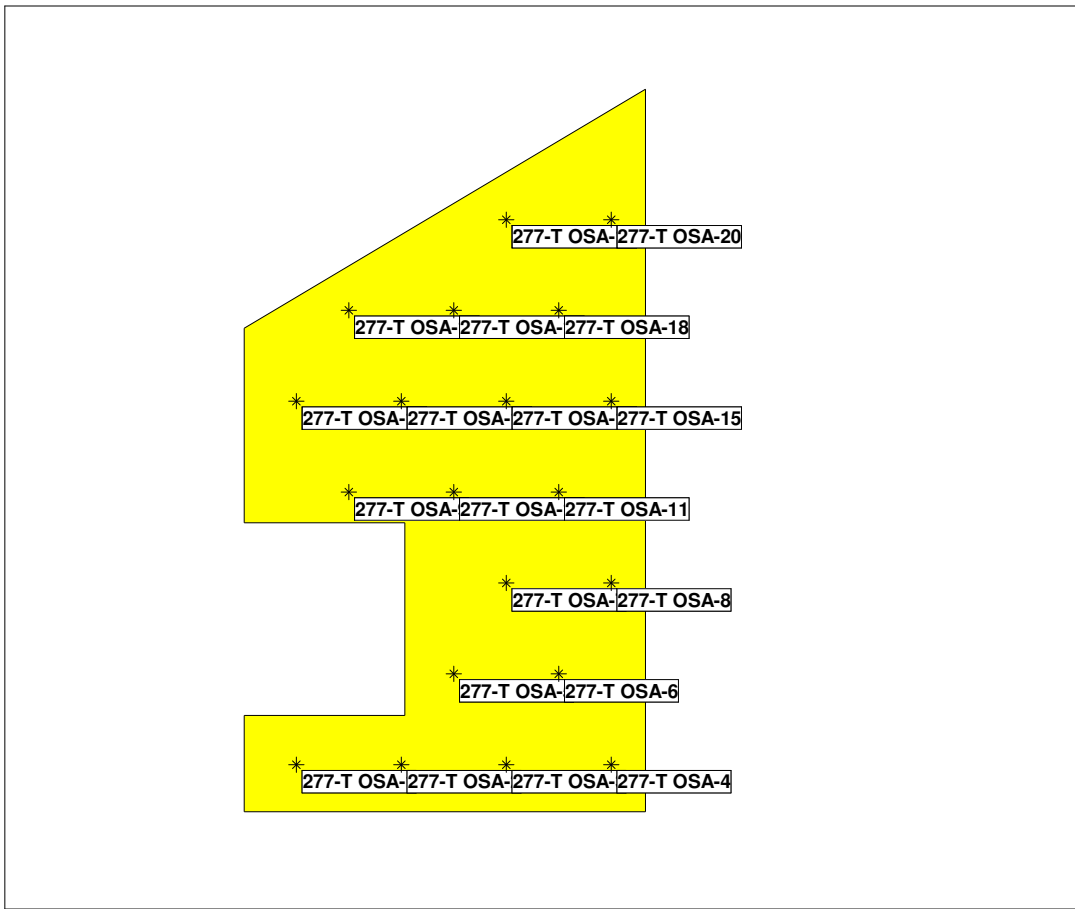 277-T OSA- 277-T OSA-20
277-T OSA- 277-T OSA- 277-T OSA-18
277-T OSA- 277-T OSA- 277-T OSA- 277-T OSA-15
277-T OSA- 277-T OSA- 277-T OSA-11
277-T OSA- 277-T OSA-8
277-T OSA- 277-T OSA-6
277-T OSA- 277-T OSA- 277-T OSA- 277-T OSA-4